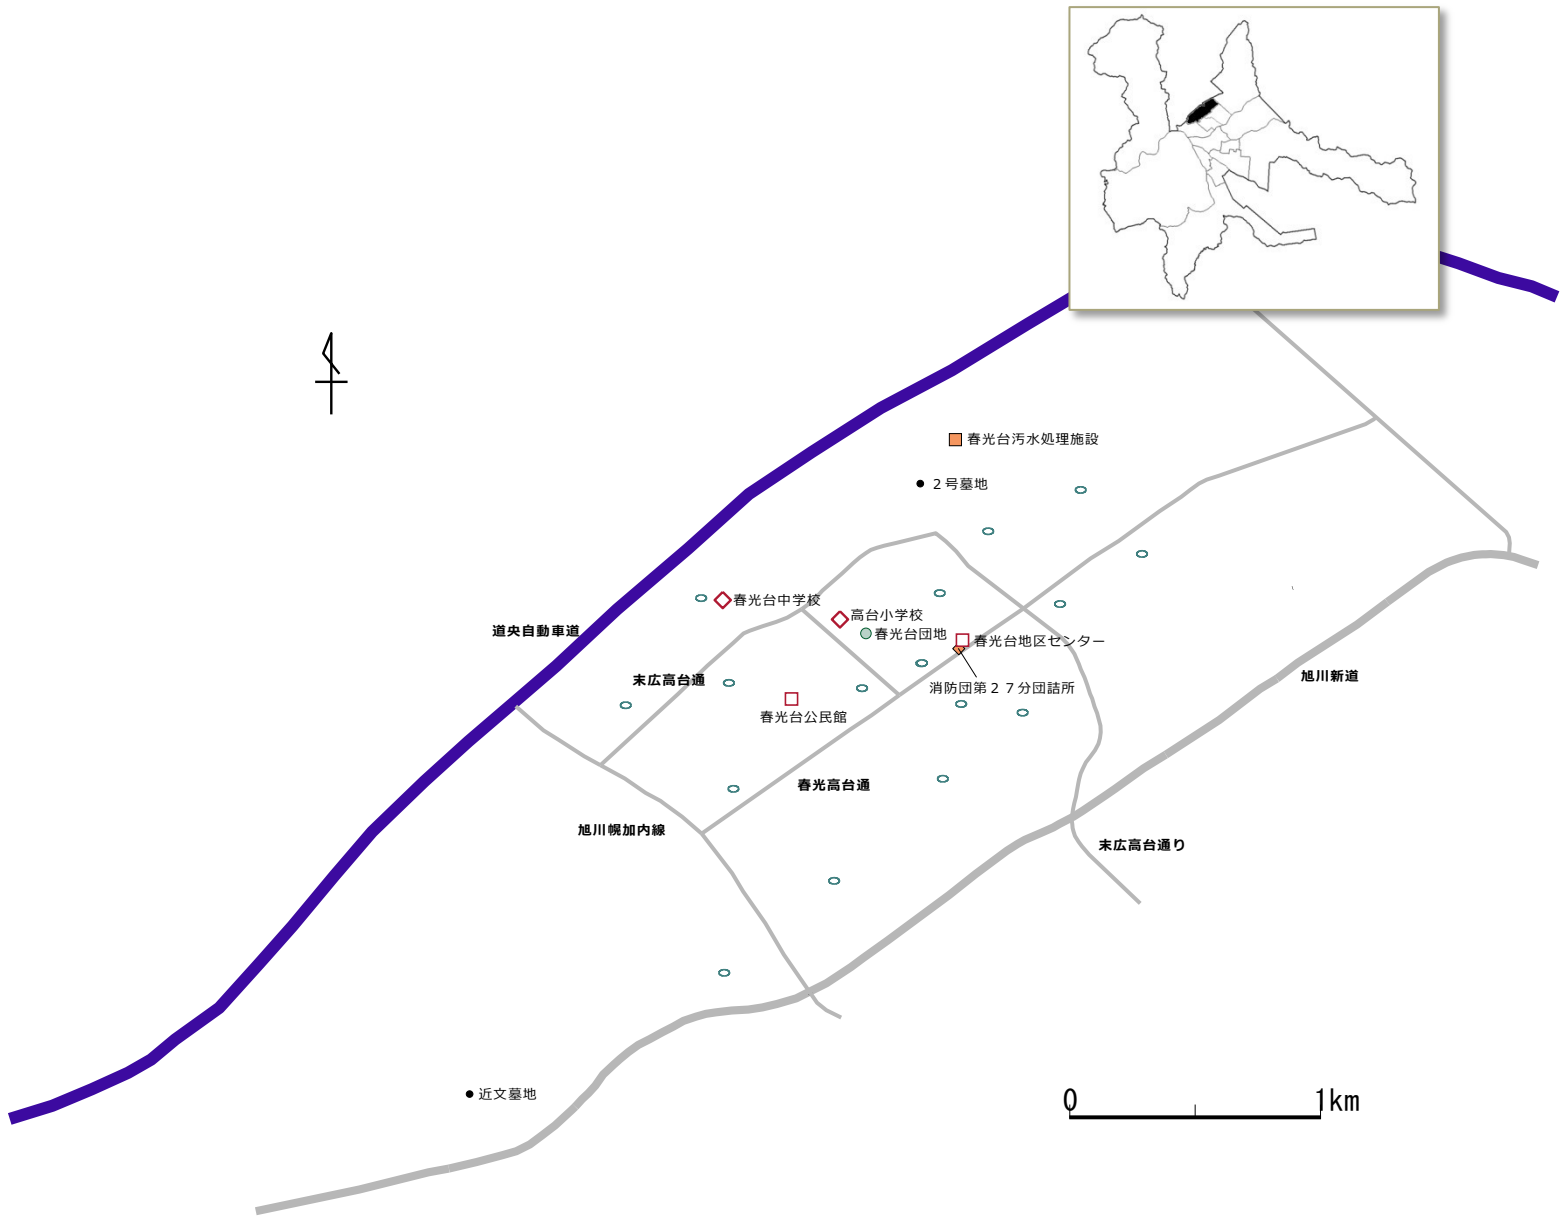 春光台汚水処理施設
２号墓地
春光台中学校
高台小学校
道央自動車道
春光台団地
春光台地区センター
末広高台通
旭川新道
消防団第２７分団詰所
春光台公民館
春光高台通
旭川幌加内線
末広高台通り
近文墓地
0 1km